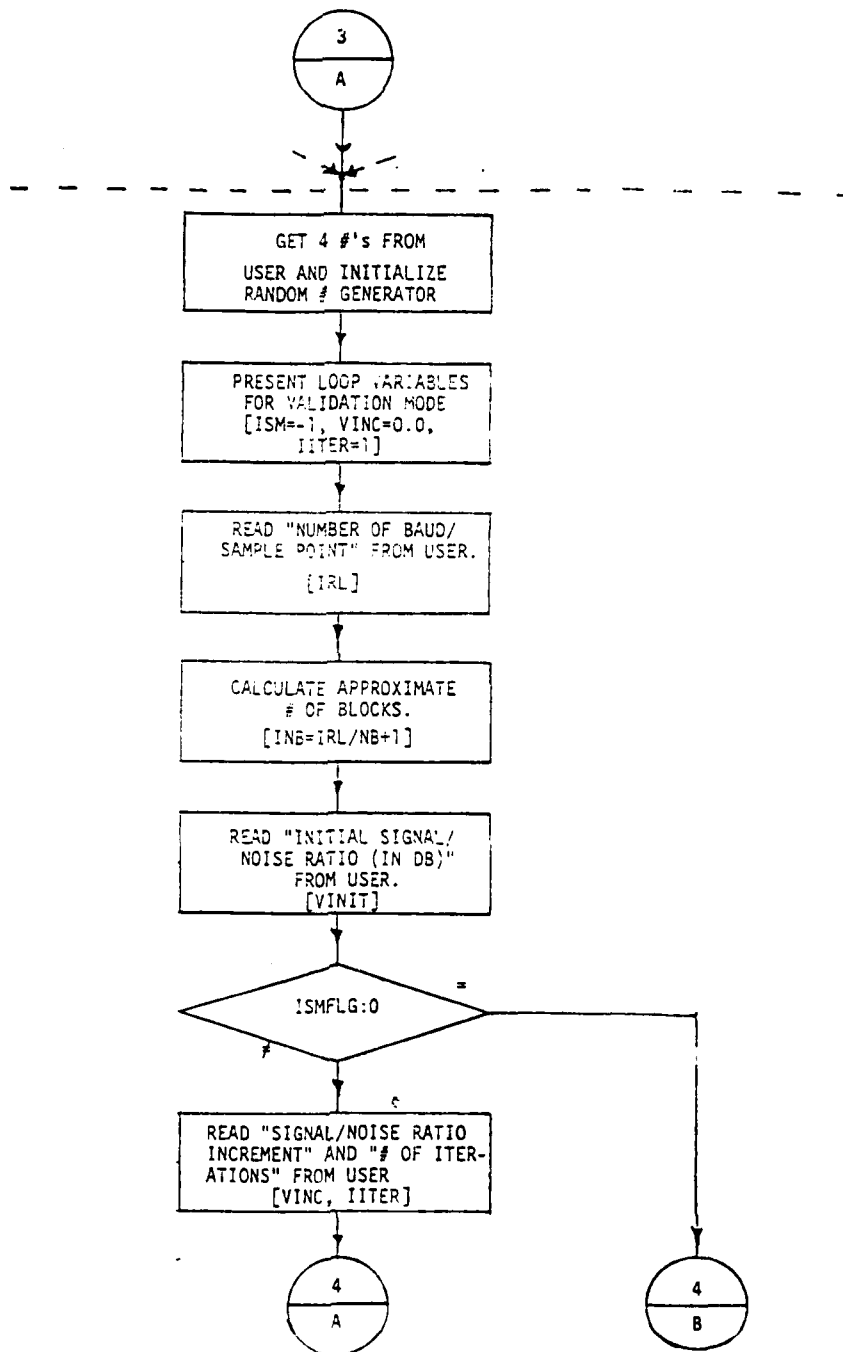 3
A
GET 4 #'s FROM
USER AND INITIALIZE
RANDOM # GENERATOR
PRESENT LOOP VARIABLES
FOR VALIDATION MODE
[ISM=-1, VINC=0.0,
IITER=1]
READ "NUMBER OF BAUD/
SAMPLE POINT" FROM USER.
[IRL]
CALCULATE APPROXIMATE
# OF BLOCKS.
[INB=IRL/NB+1]
READ "INITIAL SIGNAL/
NOISE RATIO (IN DB)"
FROM USER.
[VINIT]
=
ISMFLG:0
≠
READ "SIGNAL/NOISE RATIO
INCREMENT" AND "# OF ITER-
ATIONS" FROM USER
[VINC, IITER]
4
A
4
B